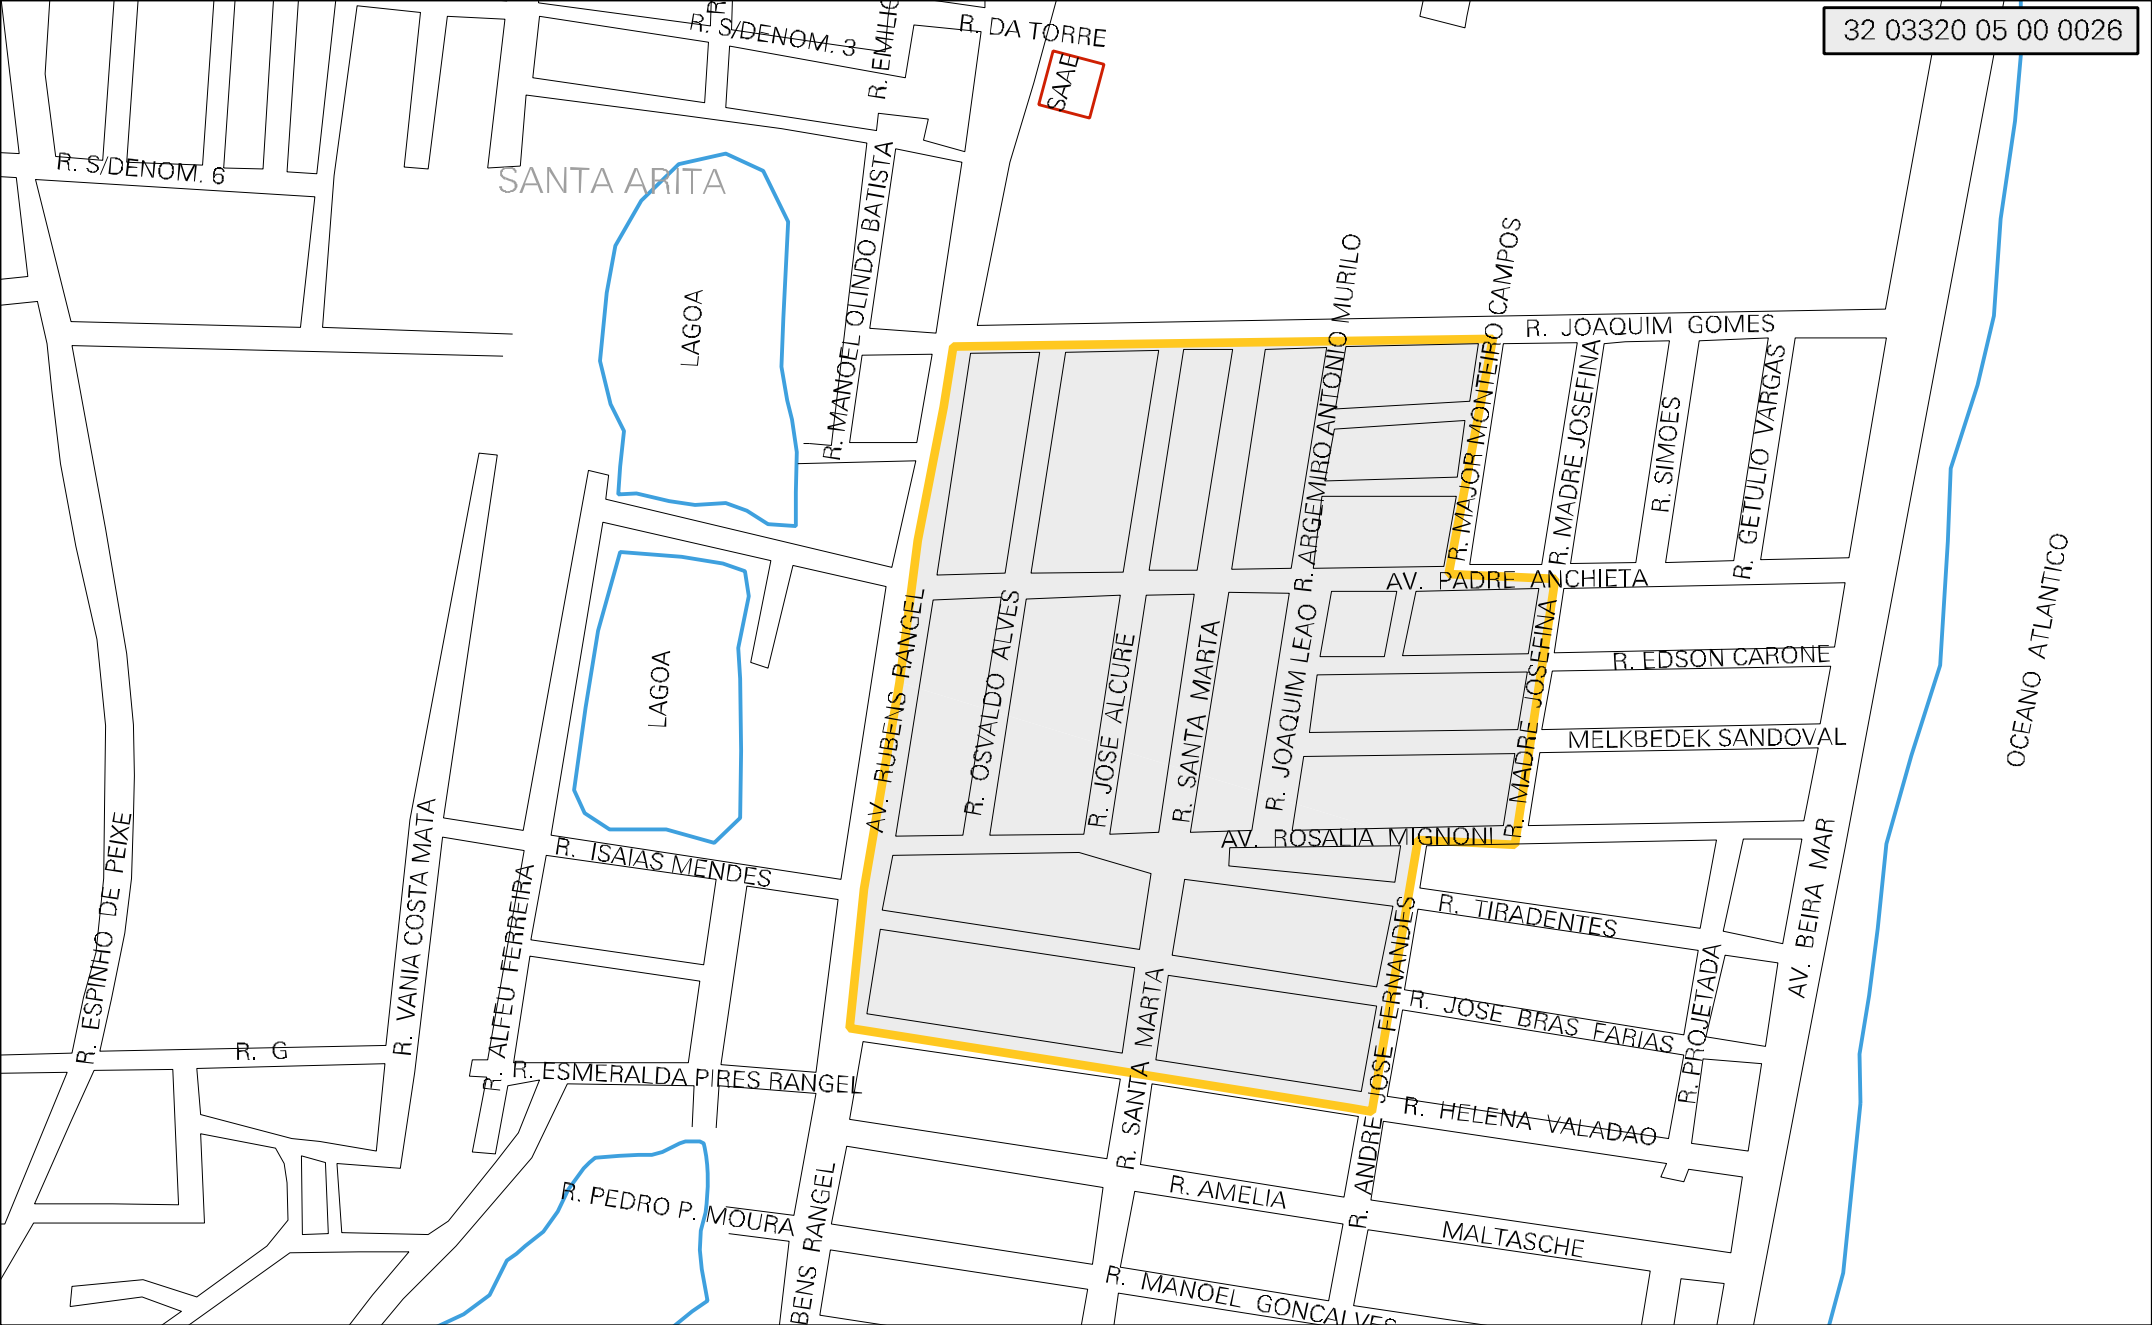 32 03320 05 00 0026
R. DA TORRE
R. S/DENOM. 3
R. EMILIO
SAAE
R. S/DENOM. 6
SANTA ARITA
R. MANOEL OLINDO BATISTA
LAGOA
R. ARGEMIRO ANTONIO MURILO
R. MAJOR MONTEIRO CAMPOS
R. JOAQUIM GOMES
R. MADRE JOSEFINA
R. SIMOES
R. GETULIO VARGAS
AV. PADRE ANCHIETA
OCEANO ATLANTICO
AV. RUBENS RANGEL
R. OSVALDO ALVES
R. JOSE ALCURE
R. SANTA MARTA
R. JOAQUIM LEAO
R. MADRE JOSEFINA
R. EDSON CARONE
LAGOA
MELKBEDEK SANDOVAL
AV. ROSALIA MIGNONI
R. ESPINHO DE PEIXE
R. VANIA COSTA MATA
R. ALFEU FERREIRA
R. ISAIAS MENDES
R. TIRADENTES
AV. BEIRA MAR
R. JOSE BRAS FARIAS
R. PROJETADA
R. G
R. ESMERALDA PIRES RANGEL
R. SANTA MARTA
R. ANDRE JOSE FERNANDES
R. HELENA VALADAO
R. PEDRO P. MOURA
BENS RANGEL
R. AMELIA
MALTASCHE
R. MANOEL GONCALVES